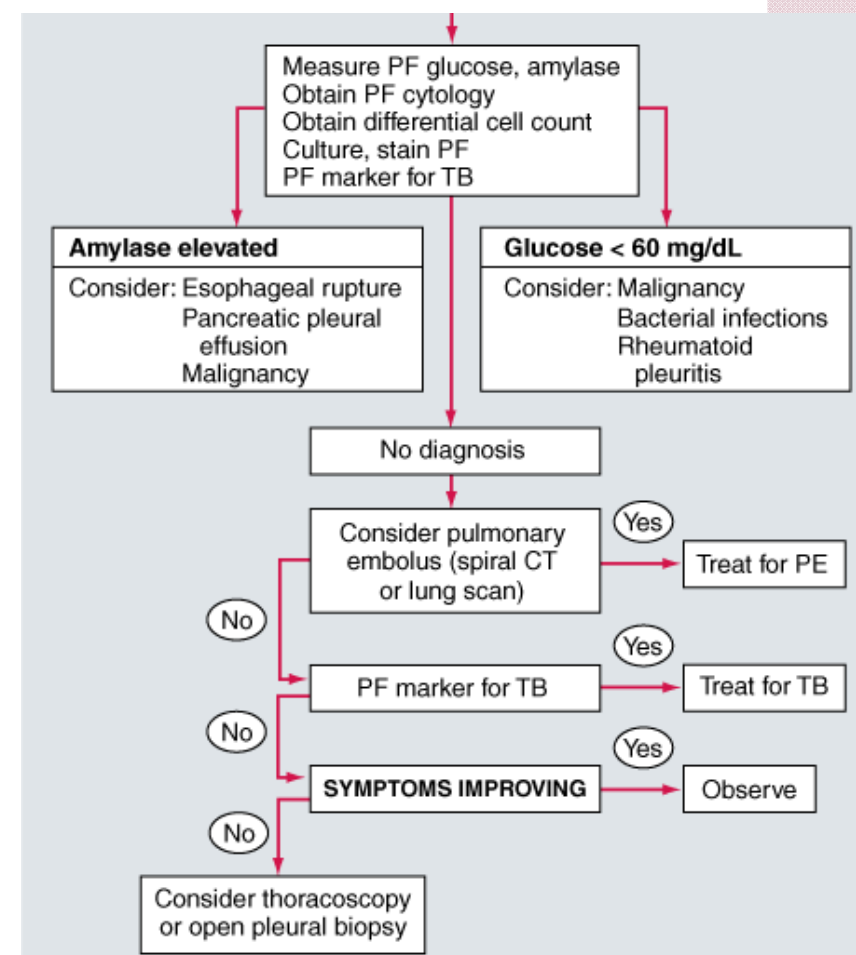 Measure PF glucose, amylase
Obtain PF cytology
Obtain differential cell count
Culture, stain PF
PF marker for TB
Amylase elevated
Consider: Esophageal rupture
Pancreatic pleural
effusion
Malignancy
Glucose < 60 mg/dL
Consider: Malignancy
Bacterial infections
Rheumatoid
pleuritis
No diagnosis
Consider pulmonary
embolus (spiral CT
or lung scan)
Yes
Treat for PE
No
PF marker for TB
Yes
Treat for TB
No
SYMPTOMS IMPROVING
Yes
Observe
No
Consider thoracoscopy
or open pleural biopsy